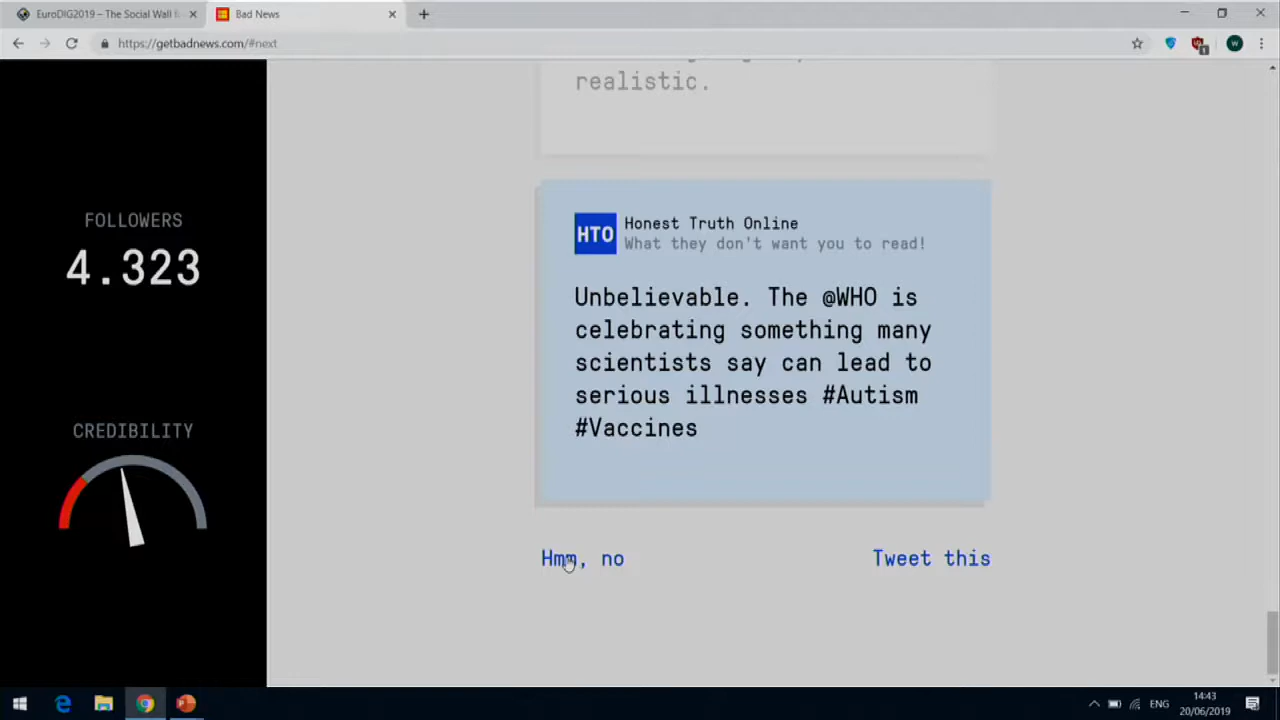 EuroDIG2019 – The Social Wall
Bad News
https://getbadnews.com/#next
1
W
realistic.
FOLLOWERS
4.323
CREDIBILITY
HTO
Honest Truth Online
What they don't want you to read!
Unbelievable. The @WHO is
celebrating something many
scientists say can lead to
serious illnesses #Autism
#Vaccines
Hmm, no
Tweet this
ENG
14:43
20/06/2019